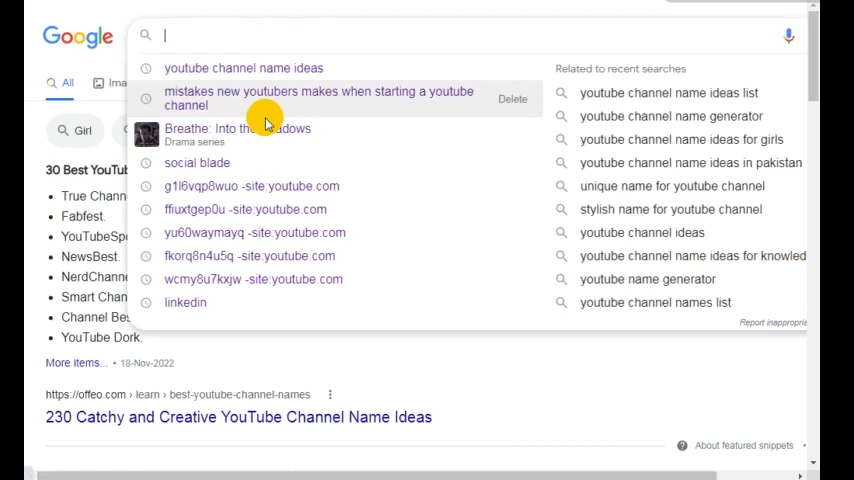 Google
youtube channel name ideas
mistakes new youtubers makes when starting a youtube
channel
Delete
Breathe: Into the
Drama series
social blade
g1l6vqp8wuo -site:youtube.com
ffiuxtgep0u -site:youtube.com
yu60waymayq -site:youtube.com
fkorq8n4u5q -site:youtube.com
wcmy8u7kxjw -site:youtube.com
linkedin
Related to recent searches
youtube channel name ideas list
youtube channel name generator
youtube channel name ideas for girls
youtube channel name ideas in pakistan
unique name for youtube channel
stylish name for youtube channel
youtube channel ideas
youtube channel name ideas for knowled
youtube name generator
youtube channel names list
Report inapproprie
All
Ima
Girl
30 Best YouTub
True Chann
Fabfest.
YouTubeSpo
NewsBest.
NerdChanne
Smart Chan
Channel Bes
YouTube Dork.
More items... • 18-Nov-2022
https://offeo.com › learn › best-youtube-channel-names
230 Catchy and Creative YouTube Channel Name Ideas
About featured snippets